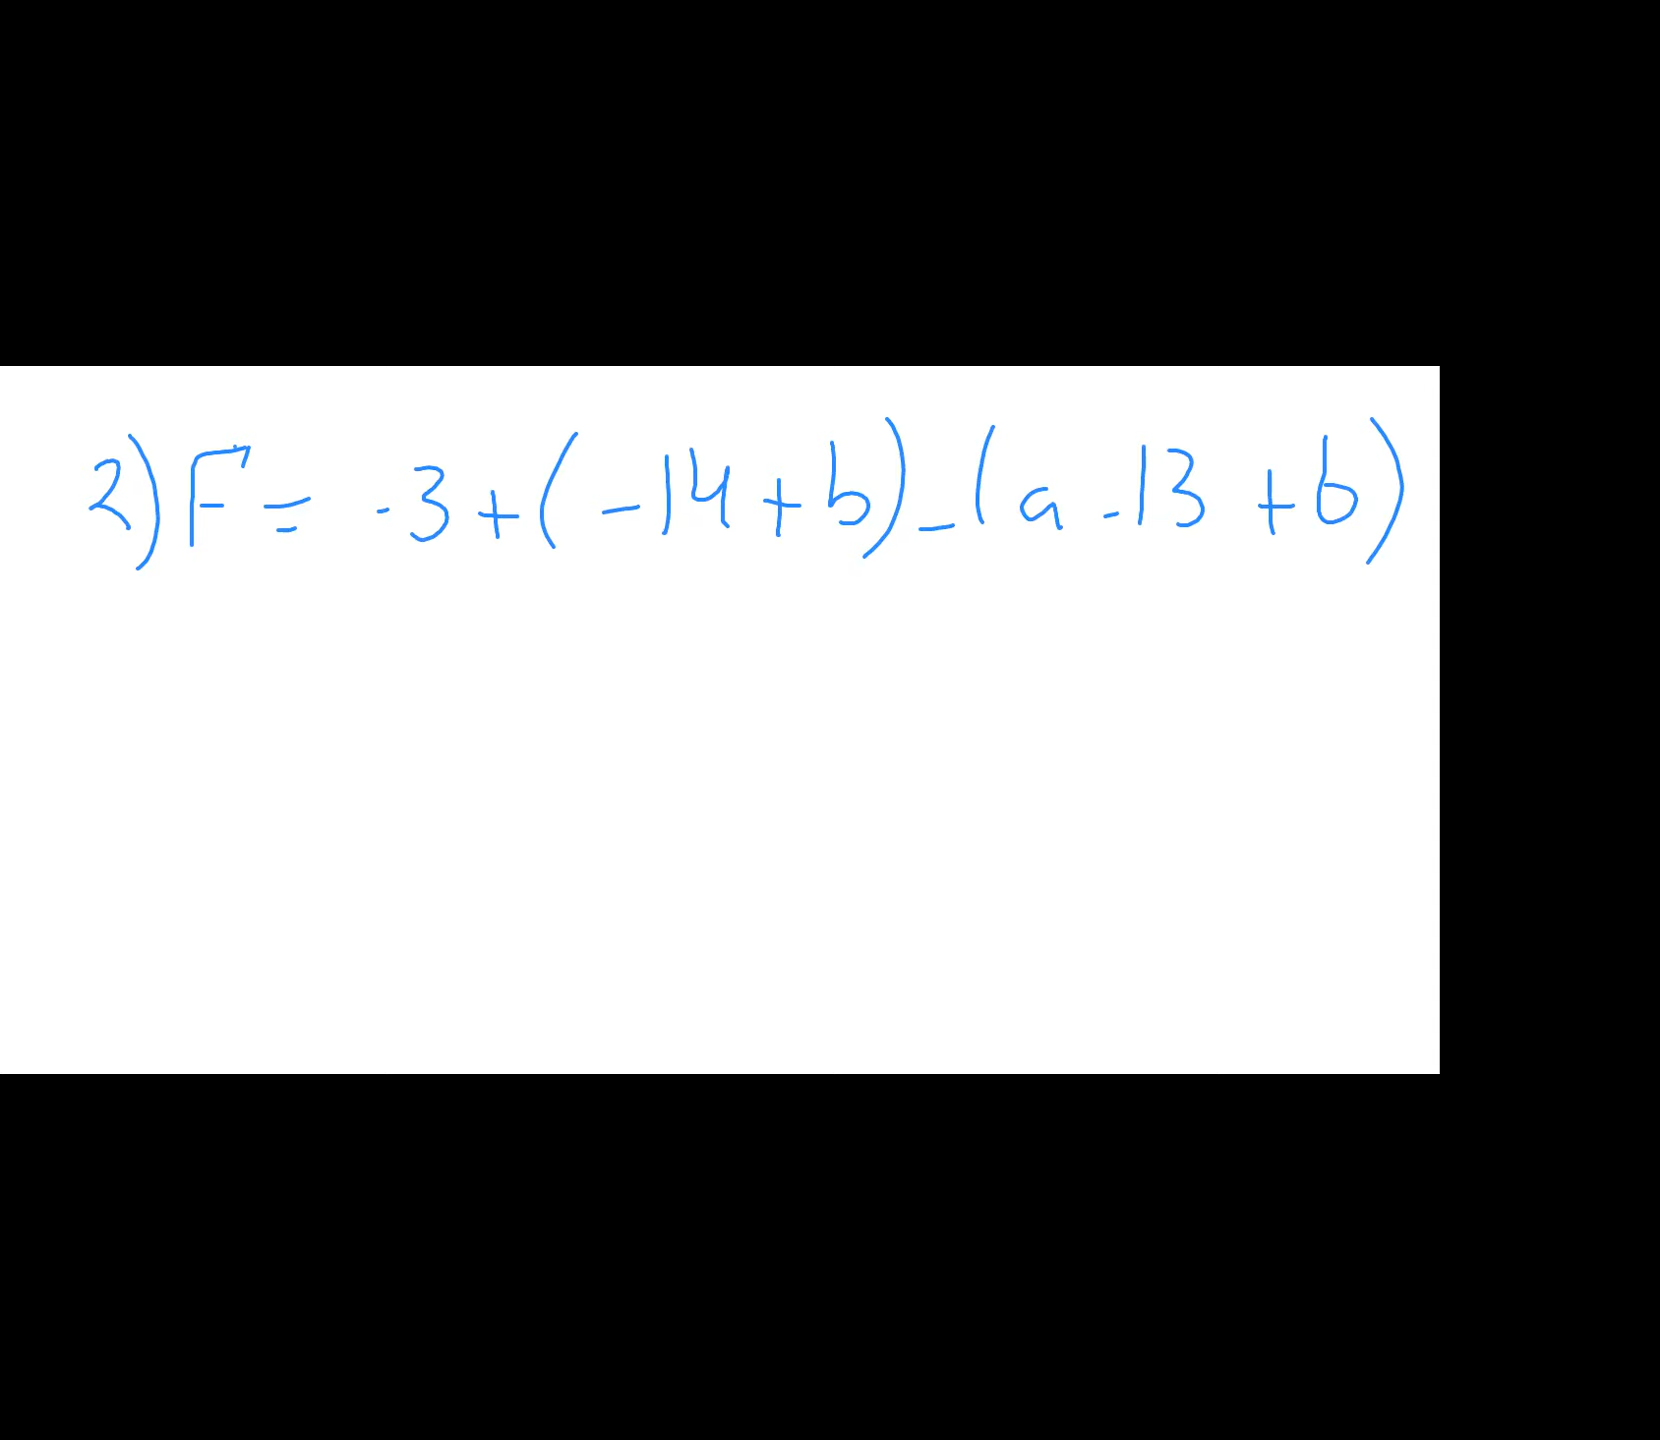 2) F = -3 + (-14 + b) - (a - 13 + b)